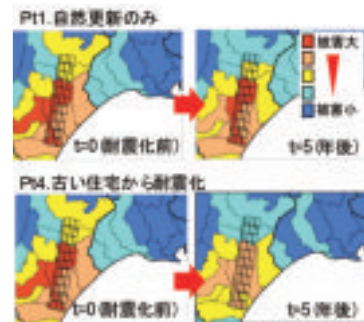 Pt1.自然更新のみ
被害大
被害小
t=0(耐震化前)
t=5(年後)
Pt4.古い住宅から耐震化
t=0(耐震化前)
t=5(年後)